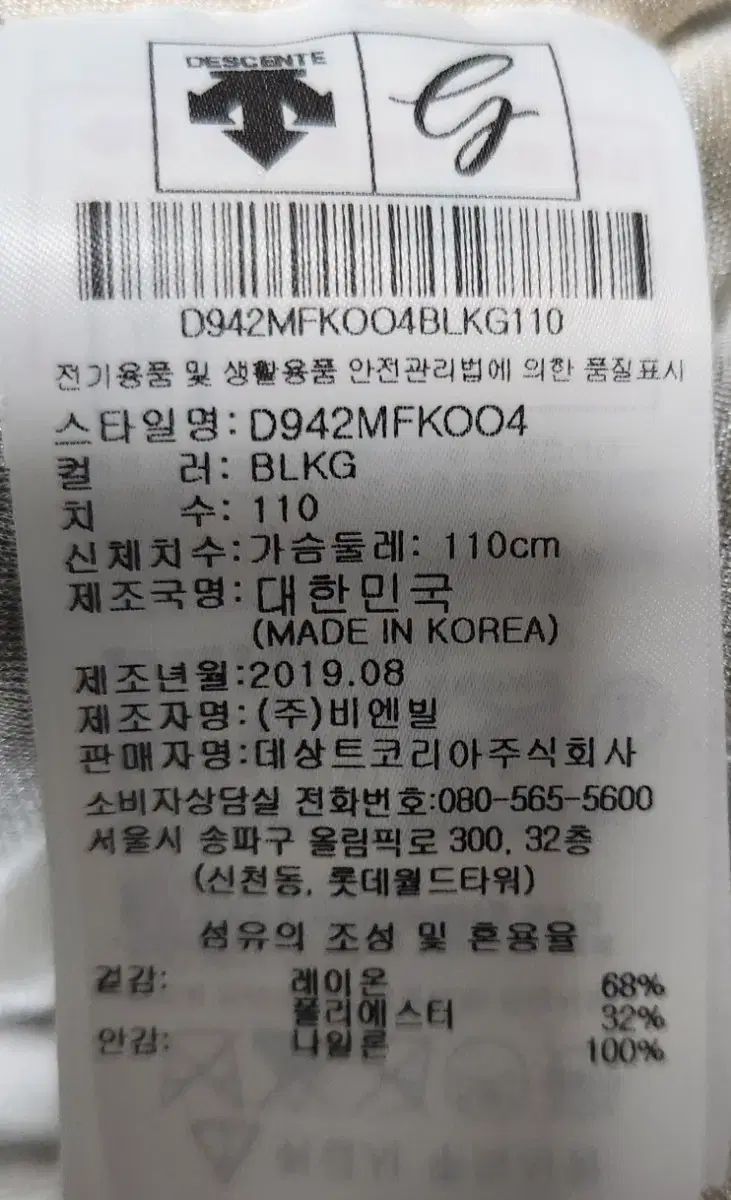 DESCENTE
G
D942MFK004BLKG110
전기용품 및 생활용품 안전관리법에 의한 품질표시
스타일명: D942MFK004
컬 러: BLKG
치 수: 110
신체치수: 가슴둘레: 110cm
제조국명: 대한민국
(MADE IN KOREA)
제조년월:2019.08
제조자명: (주)비엔빌
판매자명: 데상트코리아주식회사
소비자상담실 전화번호:080-565-5600
서울시 송파구 올림픽로 300, 32층
(신천동, 롯데월드타워)
섬유의 조성 및 혼용율
겉감: 레이온 68%
폴리에스터 32%
안감: 나일론 100%